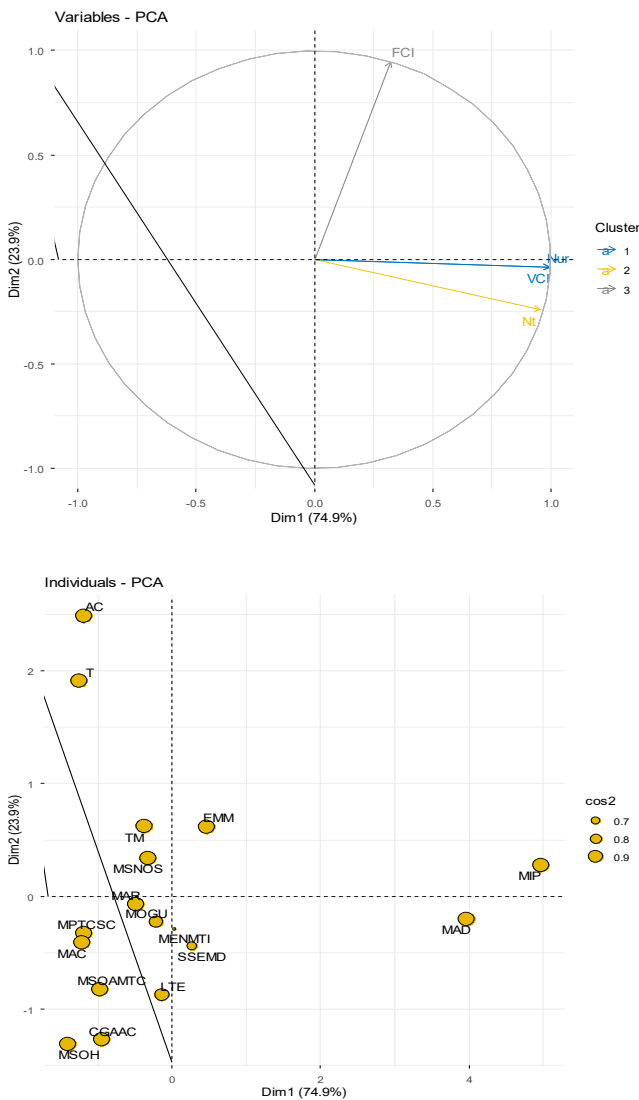 Variables - PCA
1.0
0.5
0.0
-0.5
-1.0
Dim2 (23.9%)
FCI
Nur
VCI
Nt
-1.0
-0.5
0.0
0.5
1.0
Dim1 (74.9%)
Cluster
a 1
a 2
a 3
Individuals - PCA
2
1
0
-1
Dim2 (23.9%)
AC
T
EMM
TM
MSNOS
MIP
MAR
MOGU
MAD
MPTCSC
MENMTI
MAC
SSEMD
MSOAMTC
LTE
CGAAC
MSOH
0
2
4
Dim1 (74.9%)
cos2
0.7
0.8
0.9